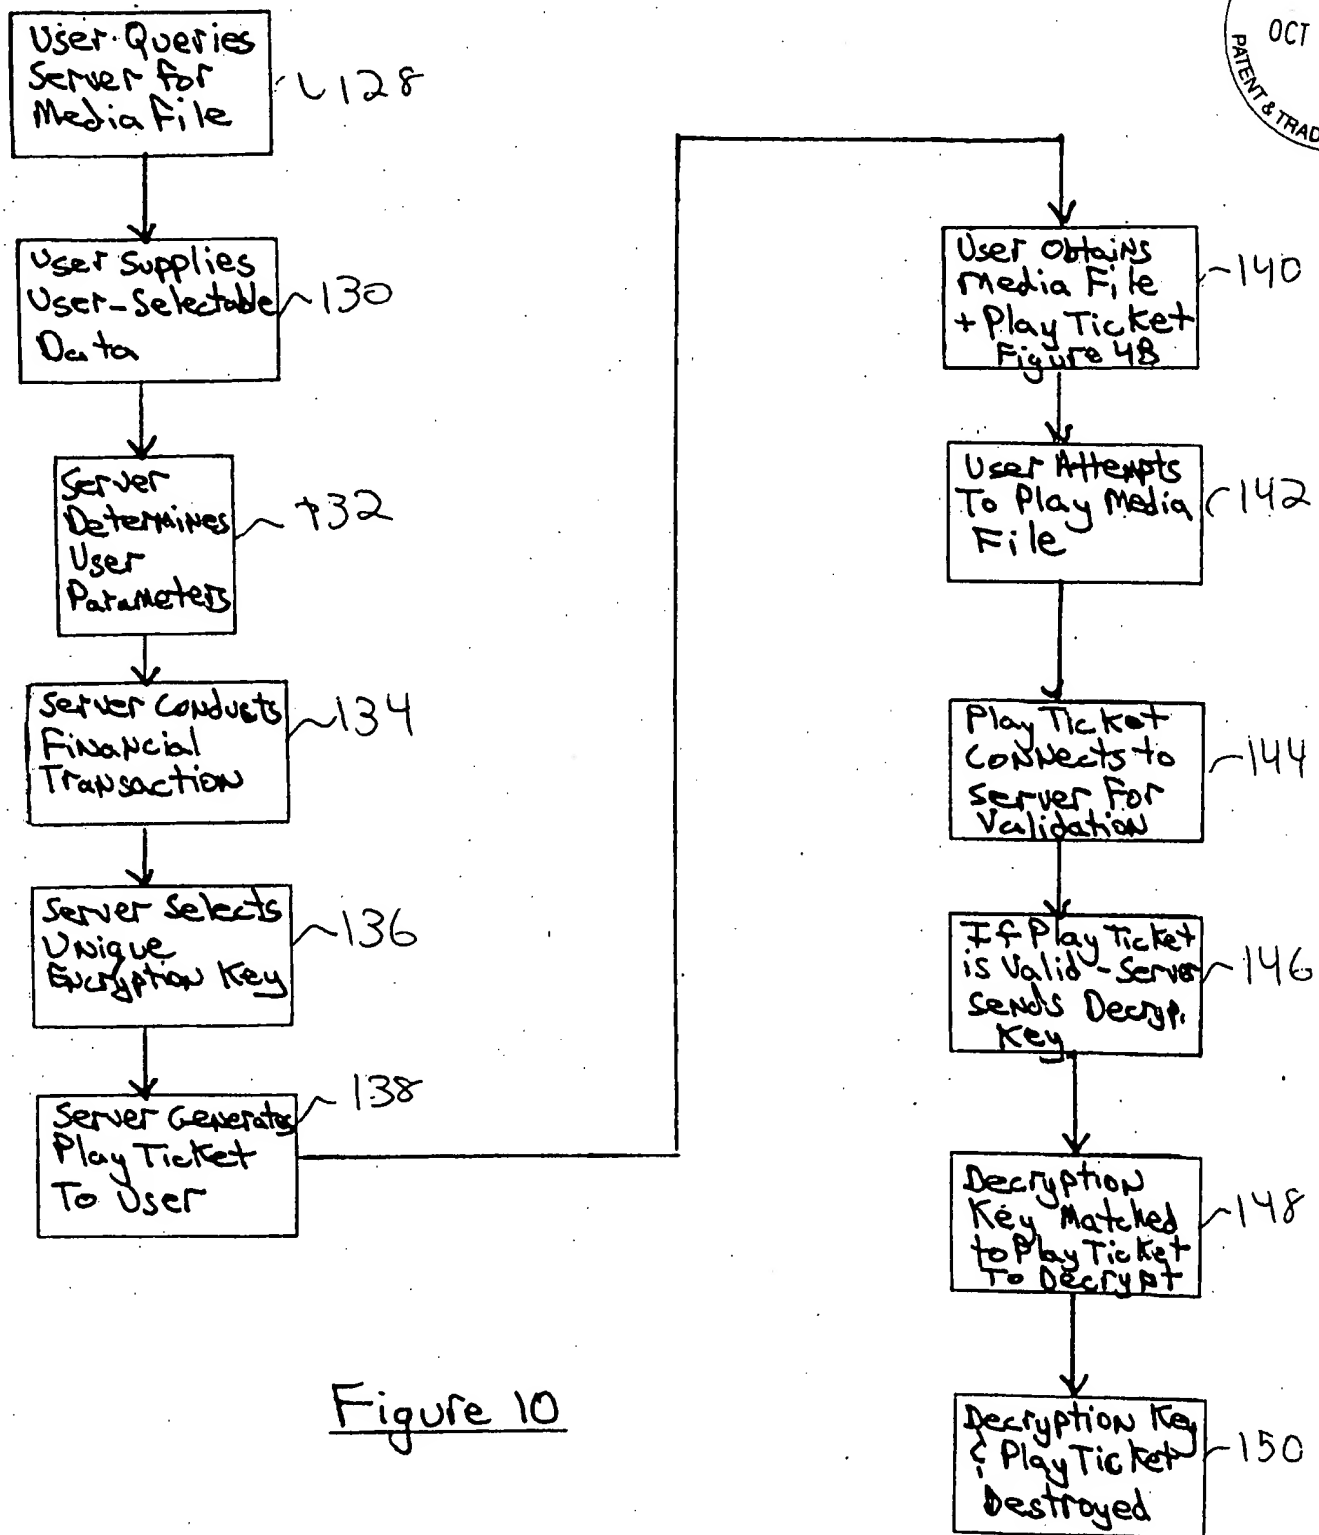 User Queries
Server For
Media File
128
User Supplies
User-Selectable
Data
130
Server
Determines
User
Parameters
132
Server Conducts
Financial
Transaction
134
Server Selects
Unique
Encryption Key
136
Server Generates
Play Ticket
To User
138
User Obtains
Media File
+ Play Ticket
Figure 4B
140
User Attempts
To Play Media
File
142
Play Ticket
Connects to
Server For
Validation
144
If Play Ticket
is Valid - Server
sends Decryp.
Key
146
Decryption
Key Matched
to Play Ticket
To Decrypt
148
Decryption Key
& Play Ticket
Destroyed
150
Figure 10
OCT
PATENT & TRAD